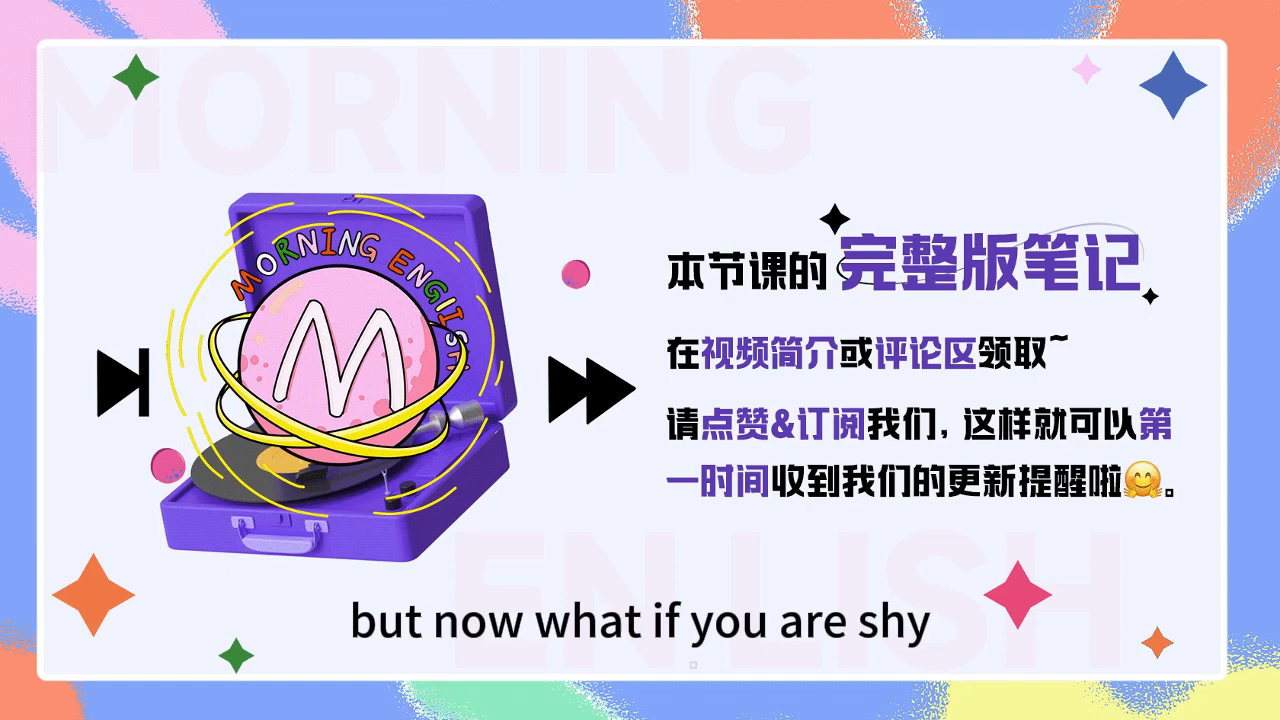 MORNING
MORNING ENGLISH
M
本节课的 完整版笔记
在视频简介或评论区领取~
请点赞&订阅我们, 这样就可以第
一时间收到我们的更新提醒啦🤗。
EN LISH
but now what if you are shy